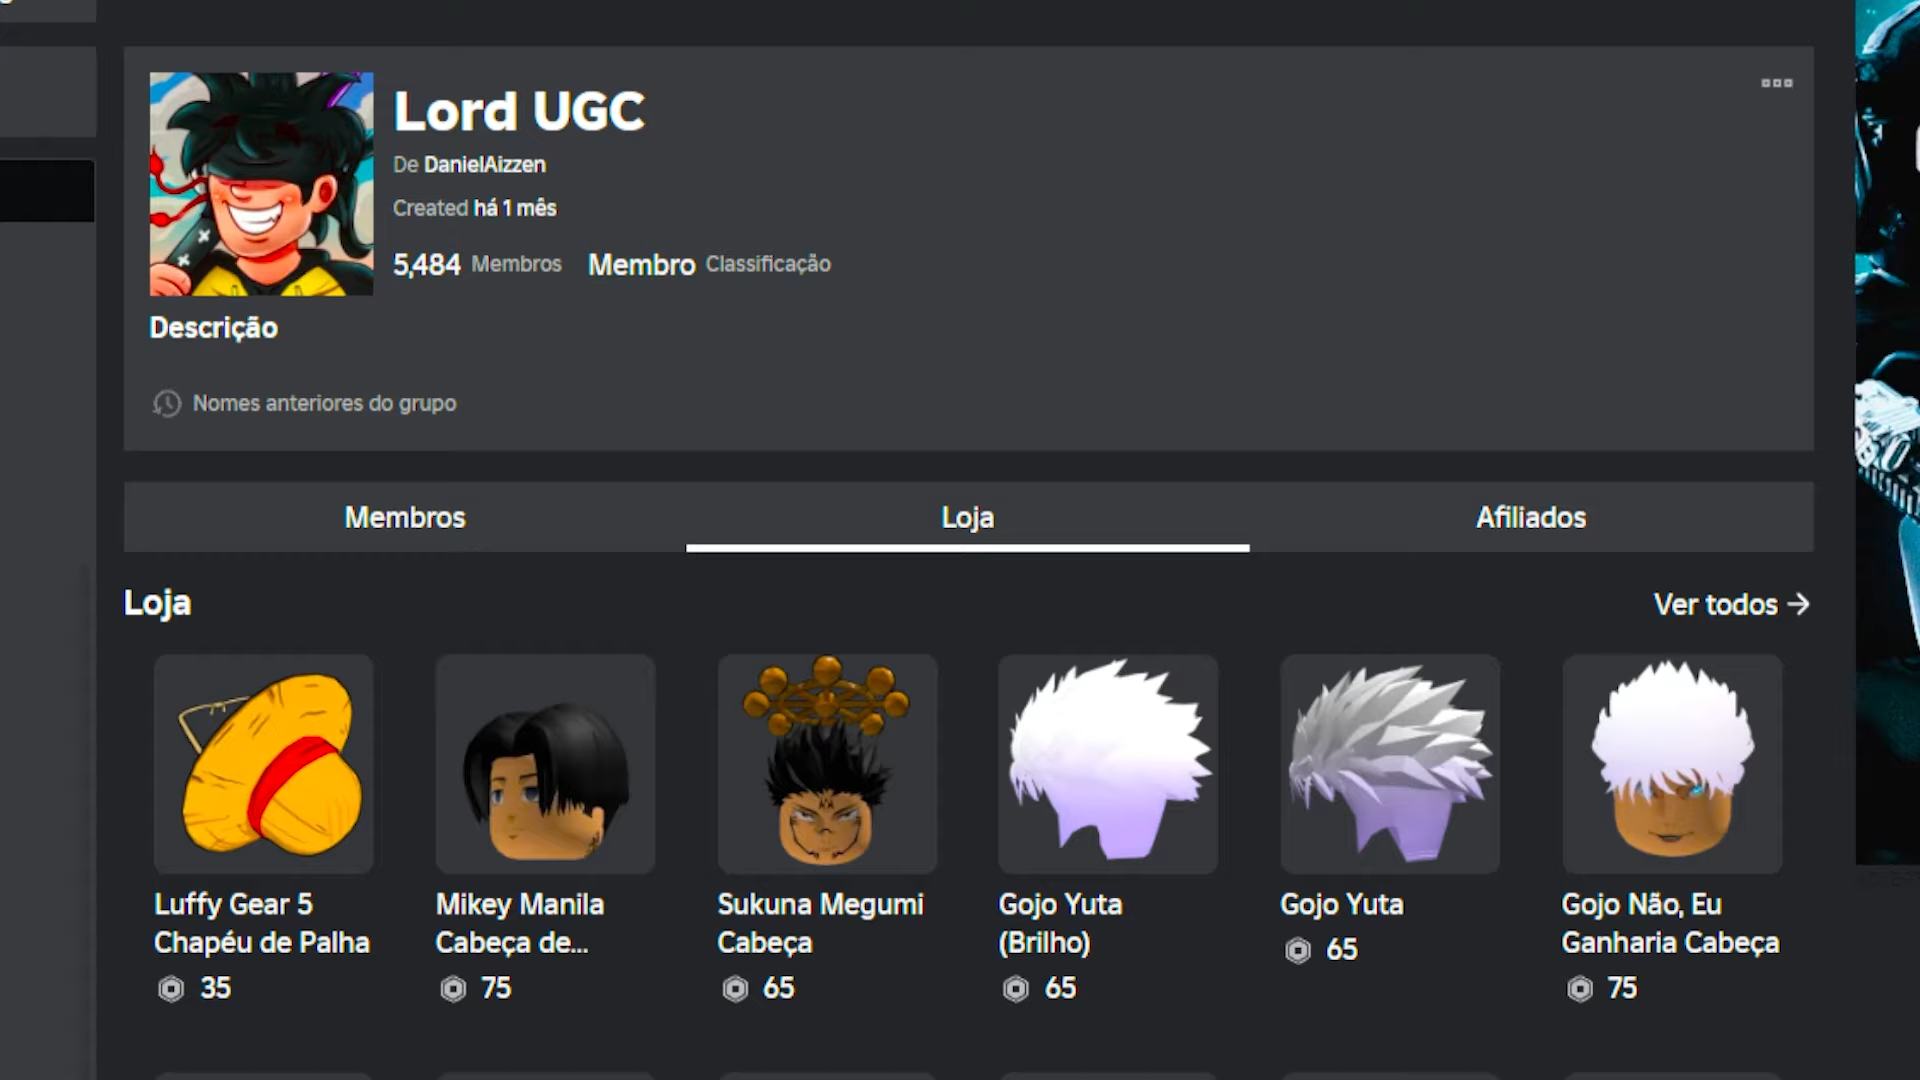 Lord UGC
De DanielAizzen
Created há 1 mês
5,484 Membros Membro Classificação
Descrição
Nomes anteriores do grupo
Membros Loja Afiliados
Loja
Ver todos
Luffy Gear 5
Chapéu de Palha
35
Mikey Manila
Cabeça de...
75
Sukuna Megumi
Cabeça
65
Gojo Yuta
(Brilho)
65
Gojo Yuta
65
Gojo Não, Eu
Ganharia Cabeça
75